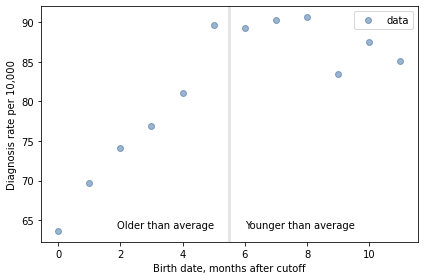 data
90
85
80
75
70
65
Diagnosis rate per 10,000
Older than average
Younger than average
0 2 4 6 8 10
Birth date, months after cutoff